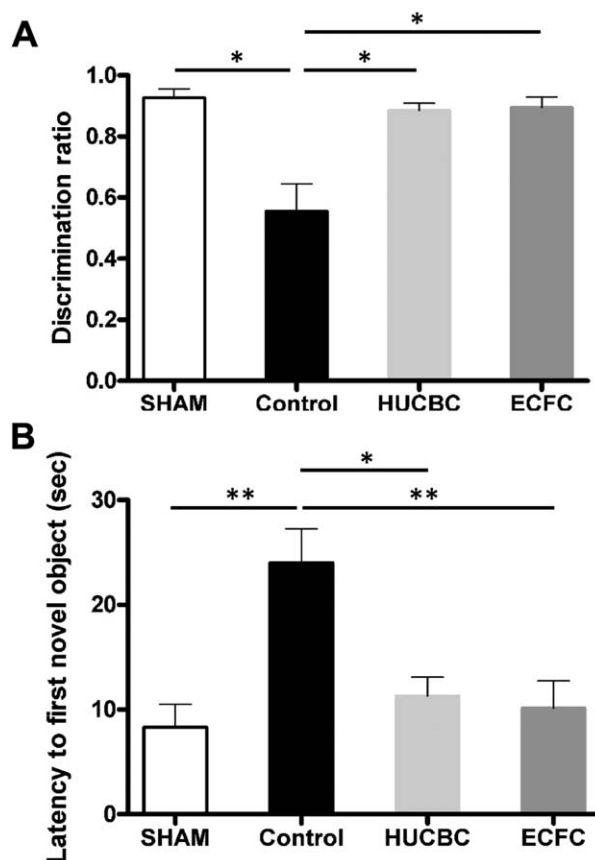 A
*
* *
1.0
0.8
0.6
0.4
0.2
0.0
Discrimination ratio
SHAM Control HUCBC ECFC
B
*
** **
30
20
10
0
Latency to first novel object (sec)
SHAM Control HUCBC ECFC